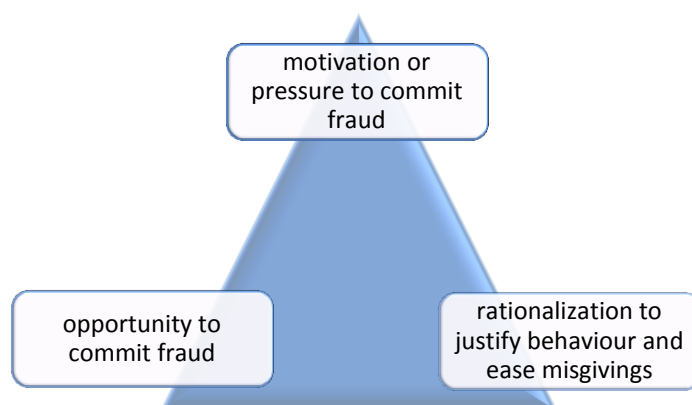 motivation or
pressure to commit
fraud
opportunity to
commit fraud
rationalization to
justify behaviour and
ease misgivings